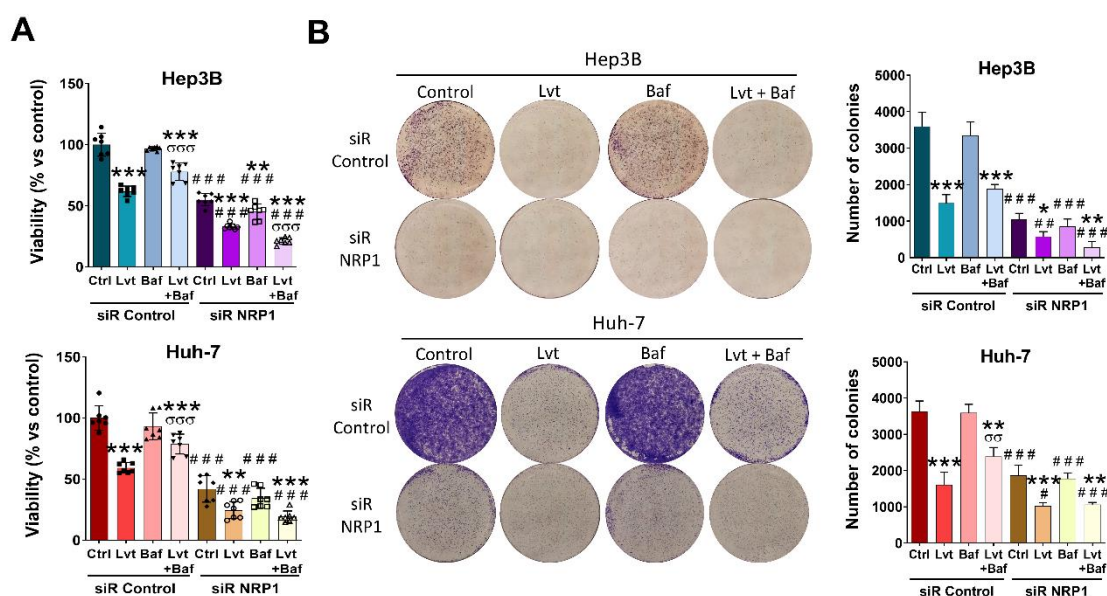 A
Hep3B
Viability (% vs control)
150
100
50
0
***
***
σσσ
###
***
###
**
###
***
###
σσσ
Ctrl Lvt Baf Lvt +Baf Ctrl Lvt Baf Lvt +Baf
siR Control siR NRP1
Huh-7
Viability (% vs control)
150
100
50
0
***
***
σσσ
###
**
###
###
***
###
Ctrl Lvt Baf Lvt +Baf Ctrl Lvt Baf Lvt +Baf
siR Control siR NRP1
B
Hep3B
Control Lvt Baf Lvt + Baf
siR
Control
siR
NRP1
Huh-7
Control Lvt Baf Lvt + Baf
siR
Control
siR
NRP1
Hep3B
Number of colonies
5000
4000
3000
2000
1000
0
***
***
###
*
##
###
**
###
Ctrl Lvt Baf Lvt +Baf Ctrl Lvt Baf Lvt +Baf
siR Control siR NRP1
Huh-7
Number of colonies
5000
4000
3000
2000
1000
0
***
**
σσ
###
***
#
###
**
##
Ctrl Lvt Baf Lvt +Baf Ctrl Lvt Baf Lvt +Baf
siR Control siR NRP1